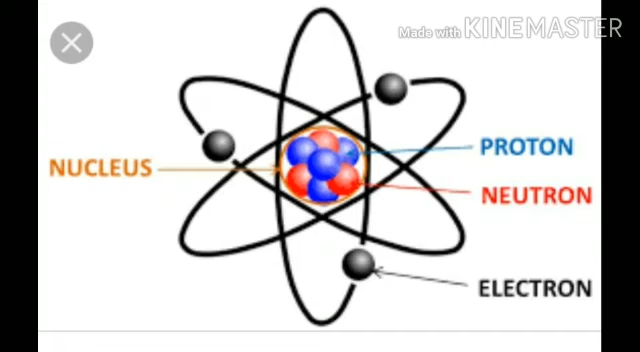 Made with KINEMASTER
PROTON
NUCLEUS
NEUTRON
ELECTRON